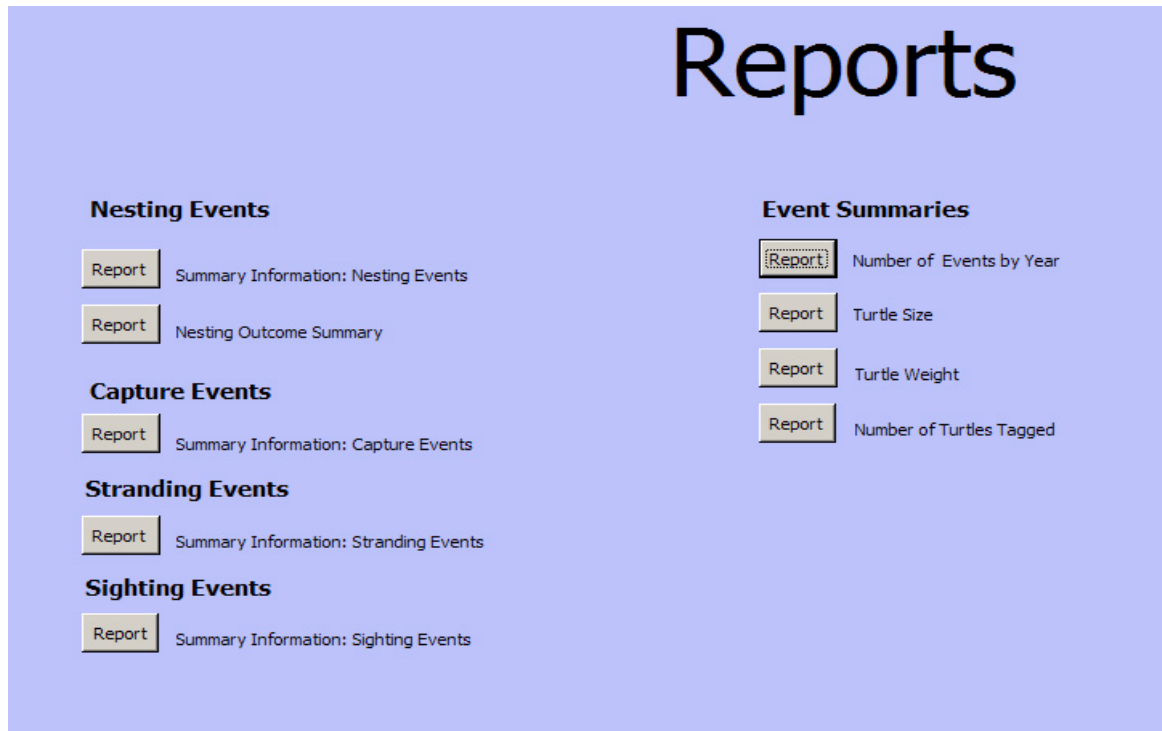 Reports
Nesting Events
Report Summary Information: Nesting Events
Report Nesting Outcome Summary
Capture Events
Report Summary Information: Capture Events
Stranding Events
Report Summary Information: Stranding Events
Sighting Events
Report Summary Information: Sighting Events
Event Summaries
Report Number of Events by Year
Report Turtle Size
Report Turtle Weight
Report Number of Turtles Tagged